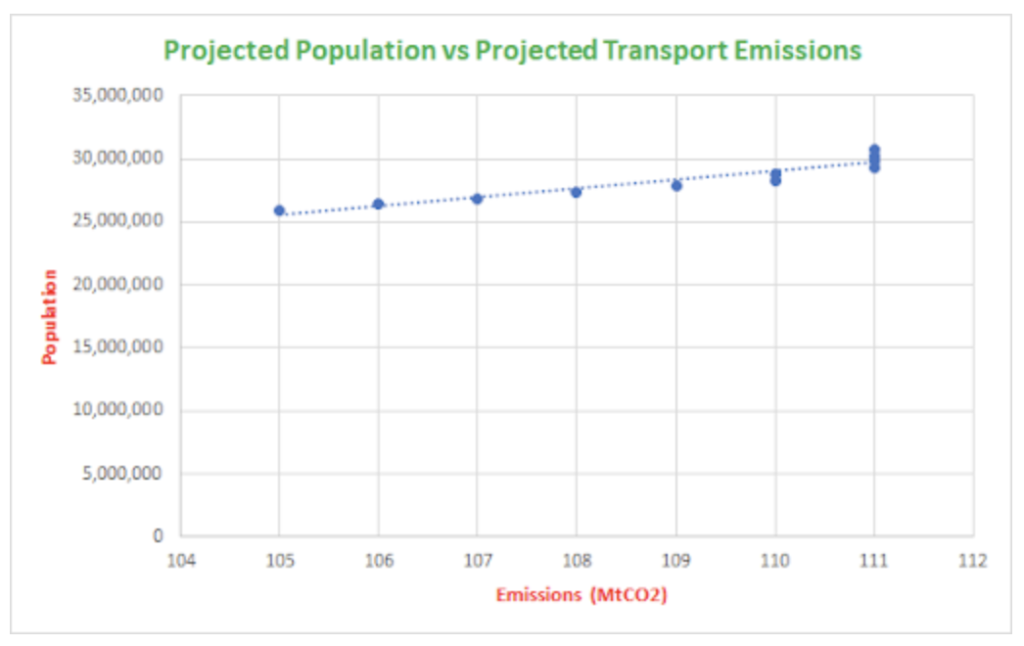 Projected Population vs Projected Transport Emissions
35,000,000
30,000,000
25,000,000
20,000,000
15,000,000
10,000,000
5,000,000
0
Population
104 105 106 107 108 109 110 111 112
Emissions (MtCO2)